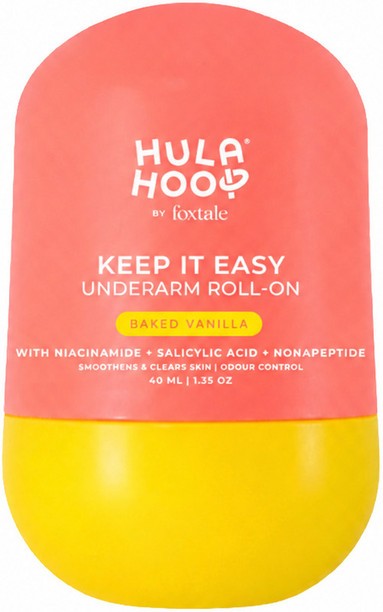 HULA
HOOP®
BY foxtale
KEEP IT EASY
UNDERARM ROLL-ON
BAKED VANILLA
WITH NIACINAMIDE + SALICYLIC ACID + NONAPEPTIDE
SMOOTHENS & CLEARS SKIN | ODOUR CONTROL
40 ML | 1.35 OZ